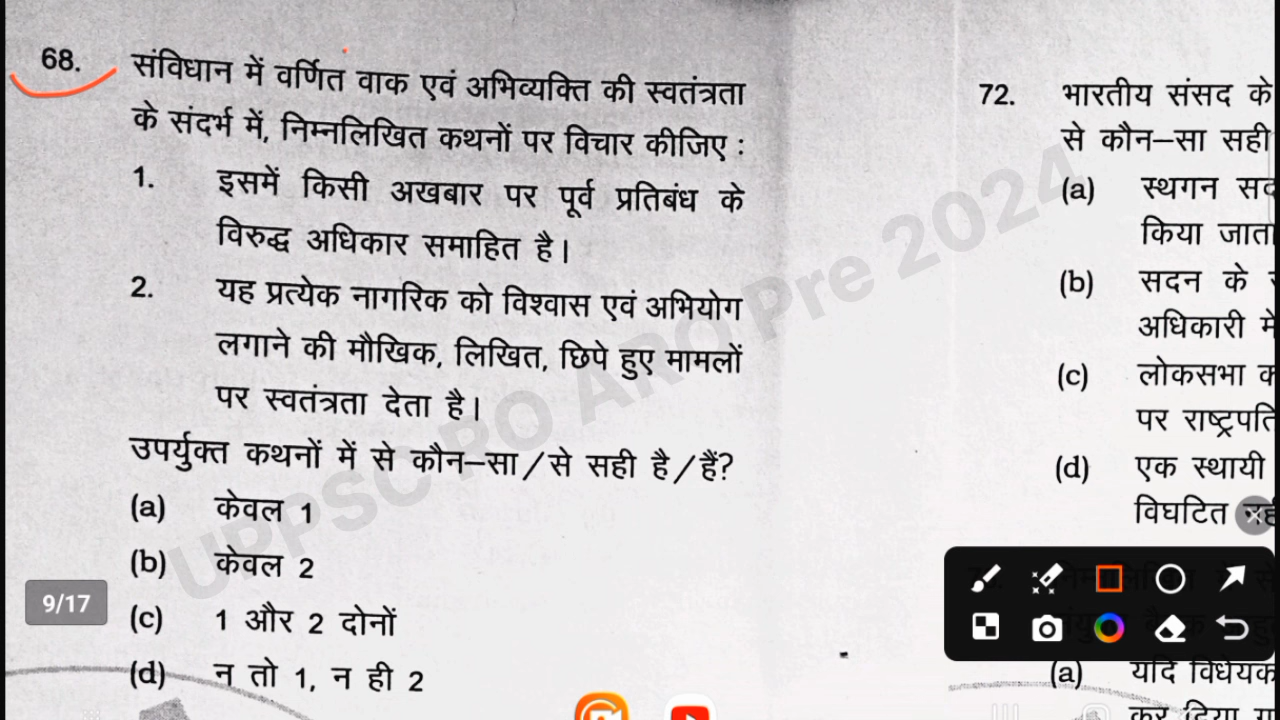 68. संविधान में वर्णित वाक एवं अभिव्यक्ति की स्वतंत्रता
के संदर्भ में, निम्नलिखित कथनों पर विचार कीजिए :
1. इसमें किसी अखबार पर पूर्व प्रतिबंध के
विरुद्ध अधिकार समाहित है।
2. यह प्रत्येक नागरिक को विश्वास एवं अभियोग
लगाने की मौखिक, लिखित, छिपे हुए मामलों
पर स्वतंत्रता देता है।
उपर्युक्त कथनों में से कौन–सा/से सही है/हैं?
(a) केवल 1
(b) केवल 2
(c) 1 और 2 दोनों
(d) न तो 1, न ही 2
72. भारतीय संसद के
से कौन–सा सही
(a) स्थगन
किया जाता
(b) सदन के
अधिकारी में
(c) लोकसभा
पर राष्ट्रपति
(d) एक स्थायी
विघटित
(a) यदि विधेयक
कर दिया
UPPSC RO ARO Pre 2024
9/17